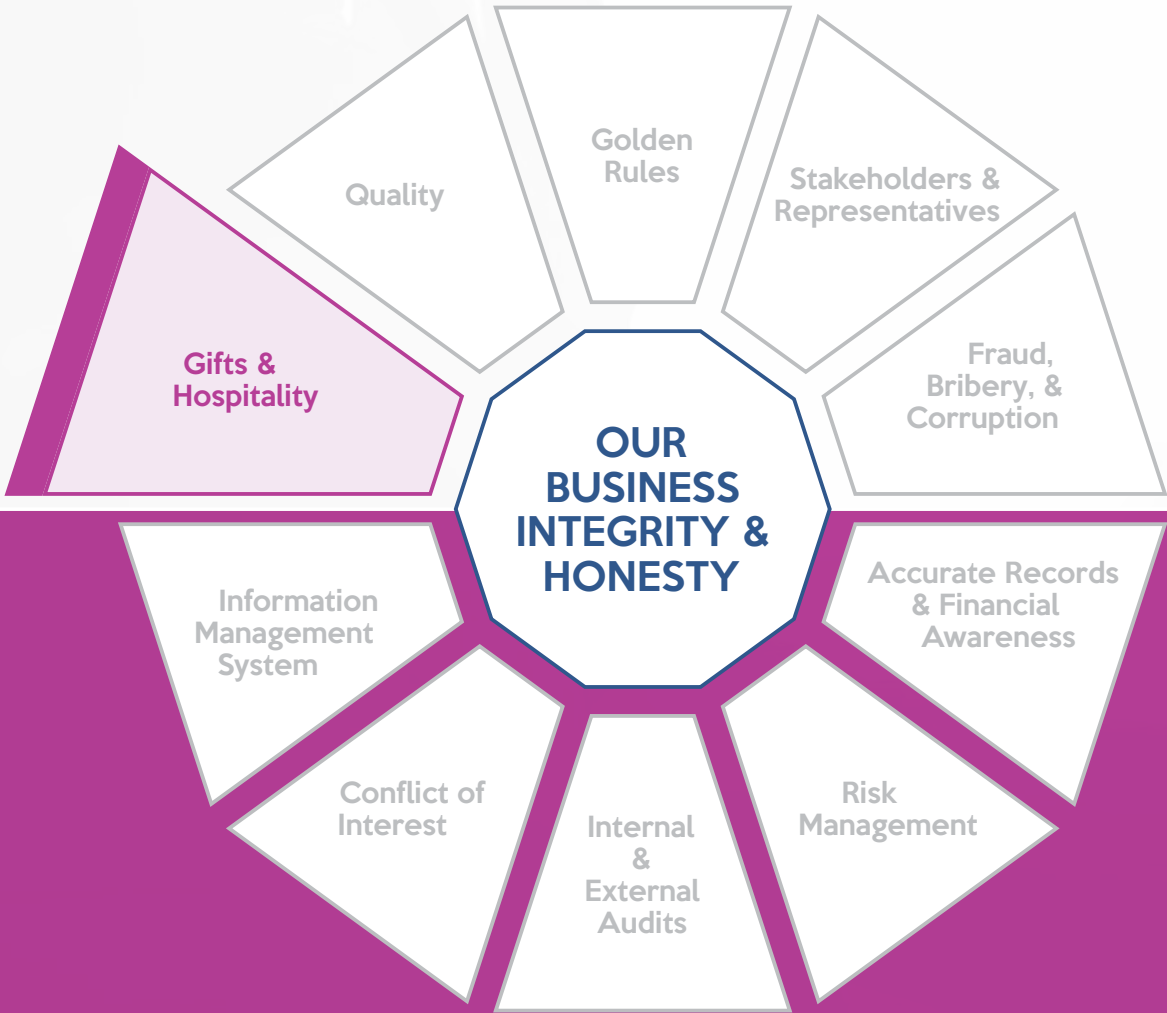 Golden
Rules
Stakeholders &
Representatives
Fraud,
Bribery, &
Corruption
Accurate Records
& Financial
Awareness
Risk
Management
Internal
&
External
Audits
Conflict of
Interest
Information
Management
System
Gifts &
Hospitality
Quality
OUR
BUSINESS
INTEGRITY &
HONESTY